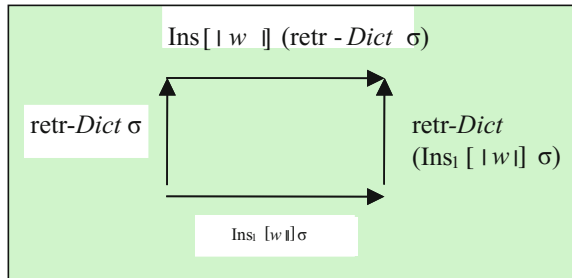 Ins[ | w |] (retr - Dict σ)
retr-Dict σ
retr-Dict
(Ins₁ [ | w |] σ)
Ins₁ [w |] σ